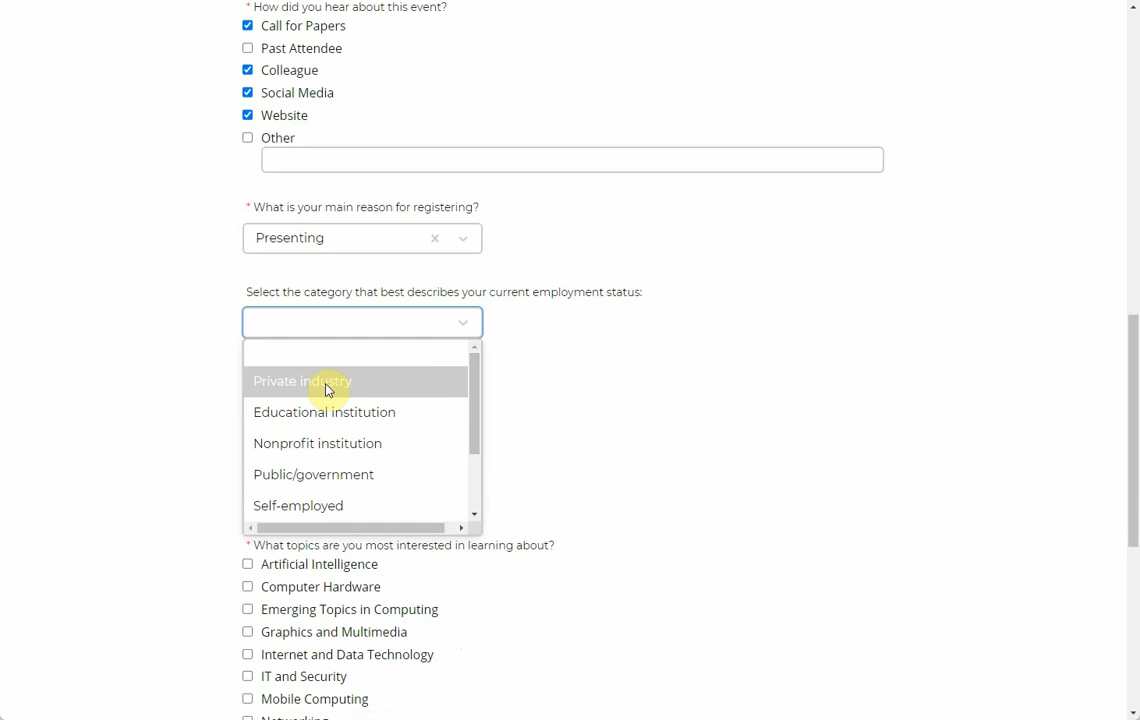 * How did you hear about this event?
Call for Papers
Past Attendee
Colleague
Social Media
Website
Other
* What is your main reason for registering?
Presenting
Select the category that best describes your current employment status:
Private industry
Educational institution
Nonprofit institution
Public/government
Self-employed
* What topics are you most interested in learning about?
Artificial Intelligence
Computer Hardware
Emerging Topics in Computing
Graphics and Multimedia
Internet and Data Technology
IT and Security
Mobile Computing
Networking